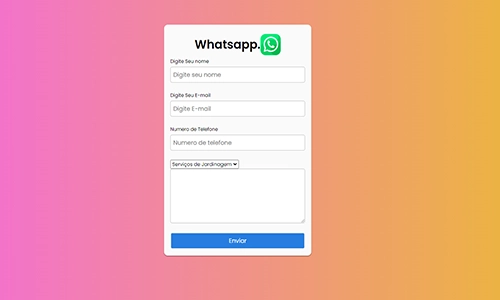 Whatsapp.
Digite Seu nome
Digite seu nome
Digite Seu E-mail
Digite E-mail
Numero de Telefone
Numero de telefone
Serviços de Jardinagem
Enviar